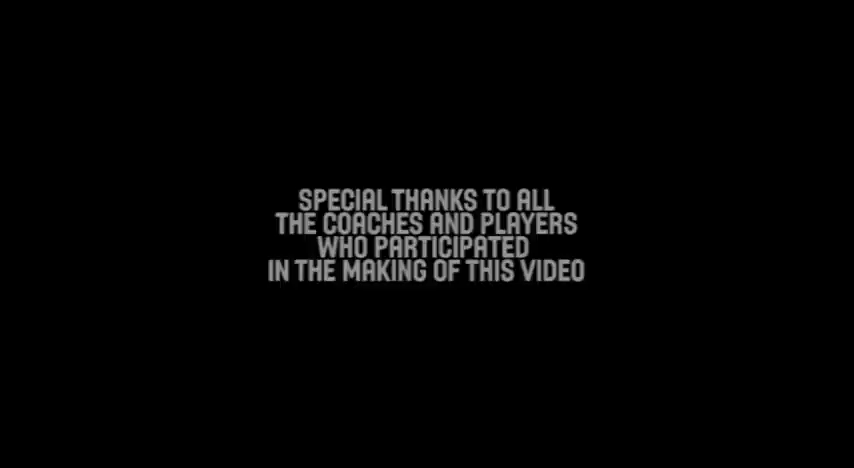 SPECIAL THANKS TO ALL
THE COACHES AND PLAYERS
WHO PARTICIPATED
IN THE MAKING OF THIS VIDEO